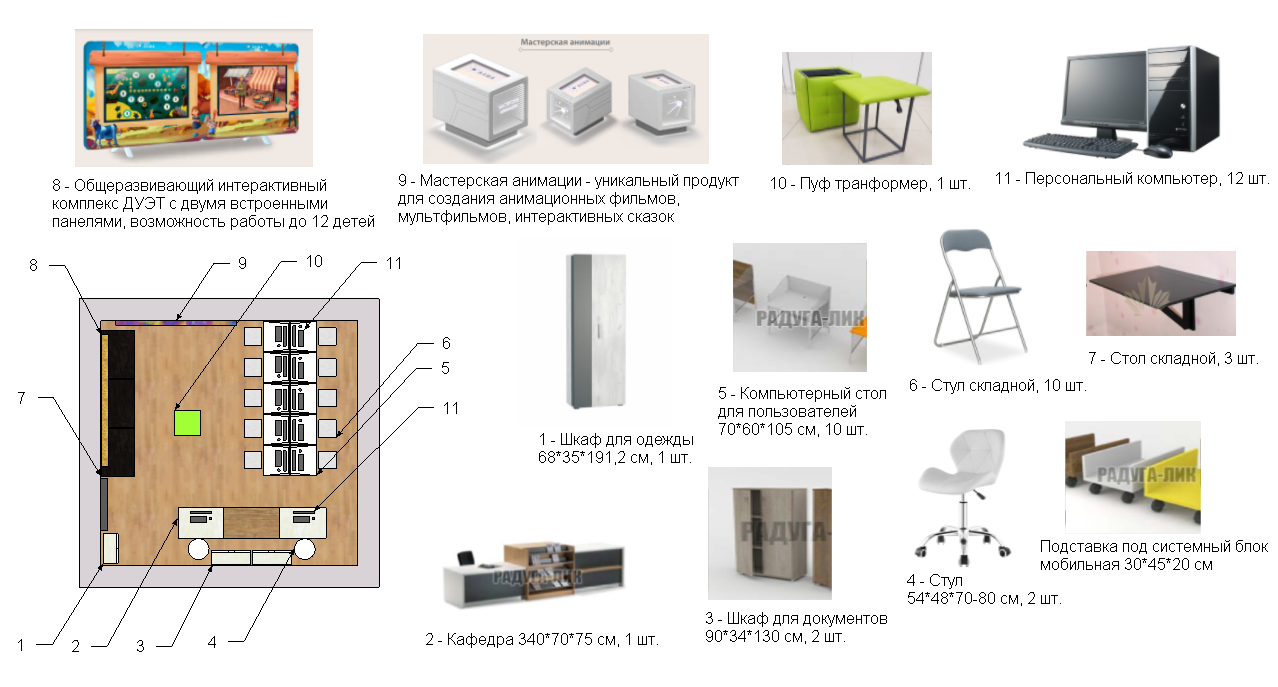 Мастерская анимации
8 - Общеразвивающий интерактивный
комплекс ДУЭТ с двумя встроенными
панелями, возможность работы до 12 детей
9 - Мастерская анимации - уникальный продукт
для создания анимационных фильмов,
мультфильмов, интерактивных сказок
10 - Пуф транформер, 1 шт.
11 - Персональный компьютер, 12 шт.
8
9
10
11
6
5
7
11
1
2
3
4
1 - Шкаф для одежды
68*35*191,2 см, 1 шт.
РАДУГА-ЛИК
5 - Компьютерный стол
для пользователей
70*60*105 см, 10 шт.
6 - Стул складной, 10 шт.
7 - Стол складной, 3 шт.
РАДУГА-ЛИК
2 - Кафедра 340*70*75 см, 1 шт.
РАДУГА-ЛИК
3 - Шкаф для документов
90*34*130 см, 2 шт.
4 - Стул
54*48*70-80 см, 2 шт.
РАДУГА-ЛИК
Подставка под системный блок
мобильная 30*45*20 см